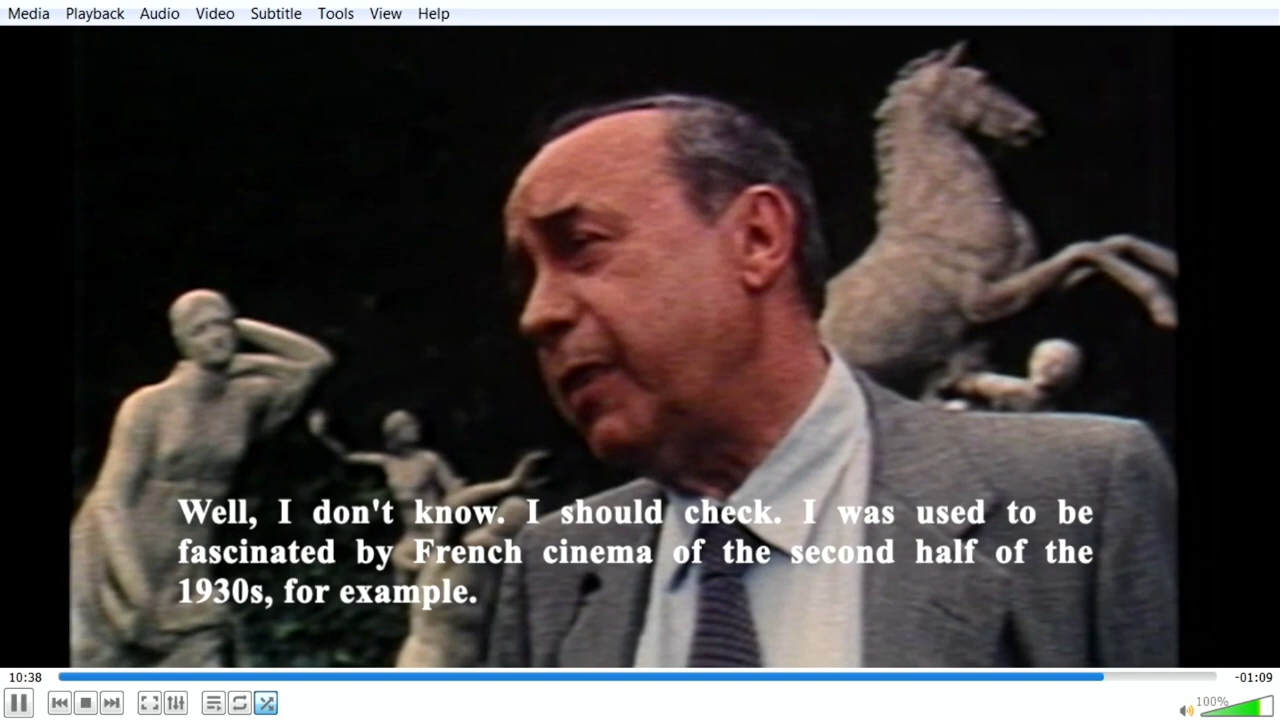 Media Playback Audio Video Subtitle Tools View Help
Well, I don't know. I should check. I was used to be
fascinated by French cinema of the second half of the
1930s, for example.
10:38 -01:09
100%